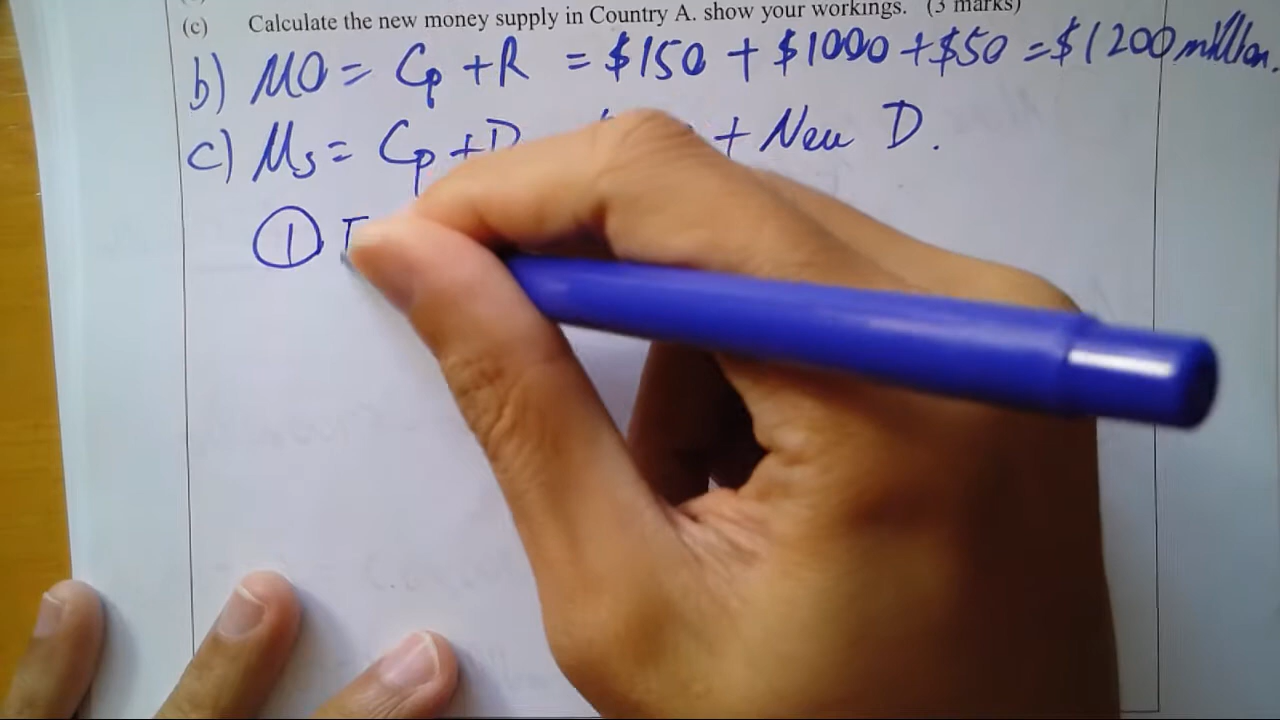 (c) Calculate the new money supply in Country A. show your workings. (3 marks)
b) M0 = Cp + R = $150 + $1000 + $50 = $1200 million.
c) Ms = Cp + D + New D.
①